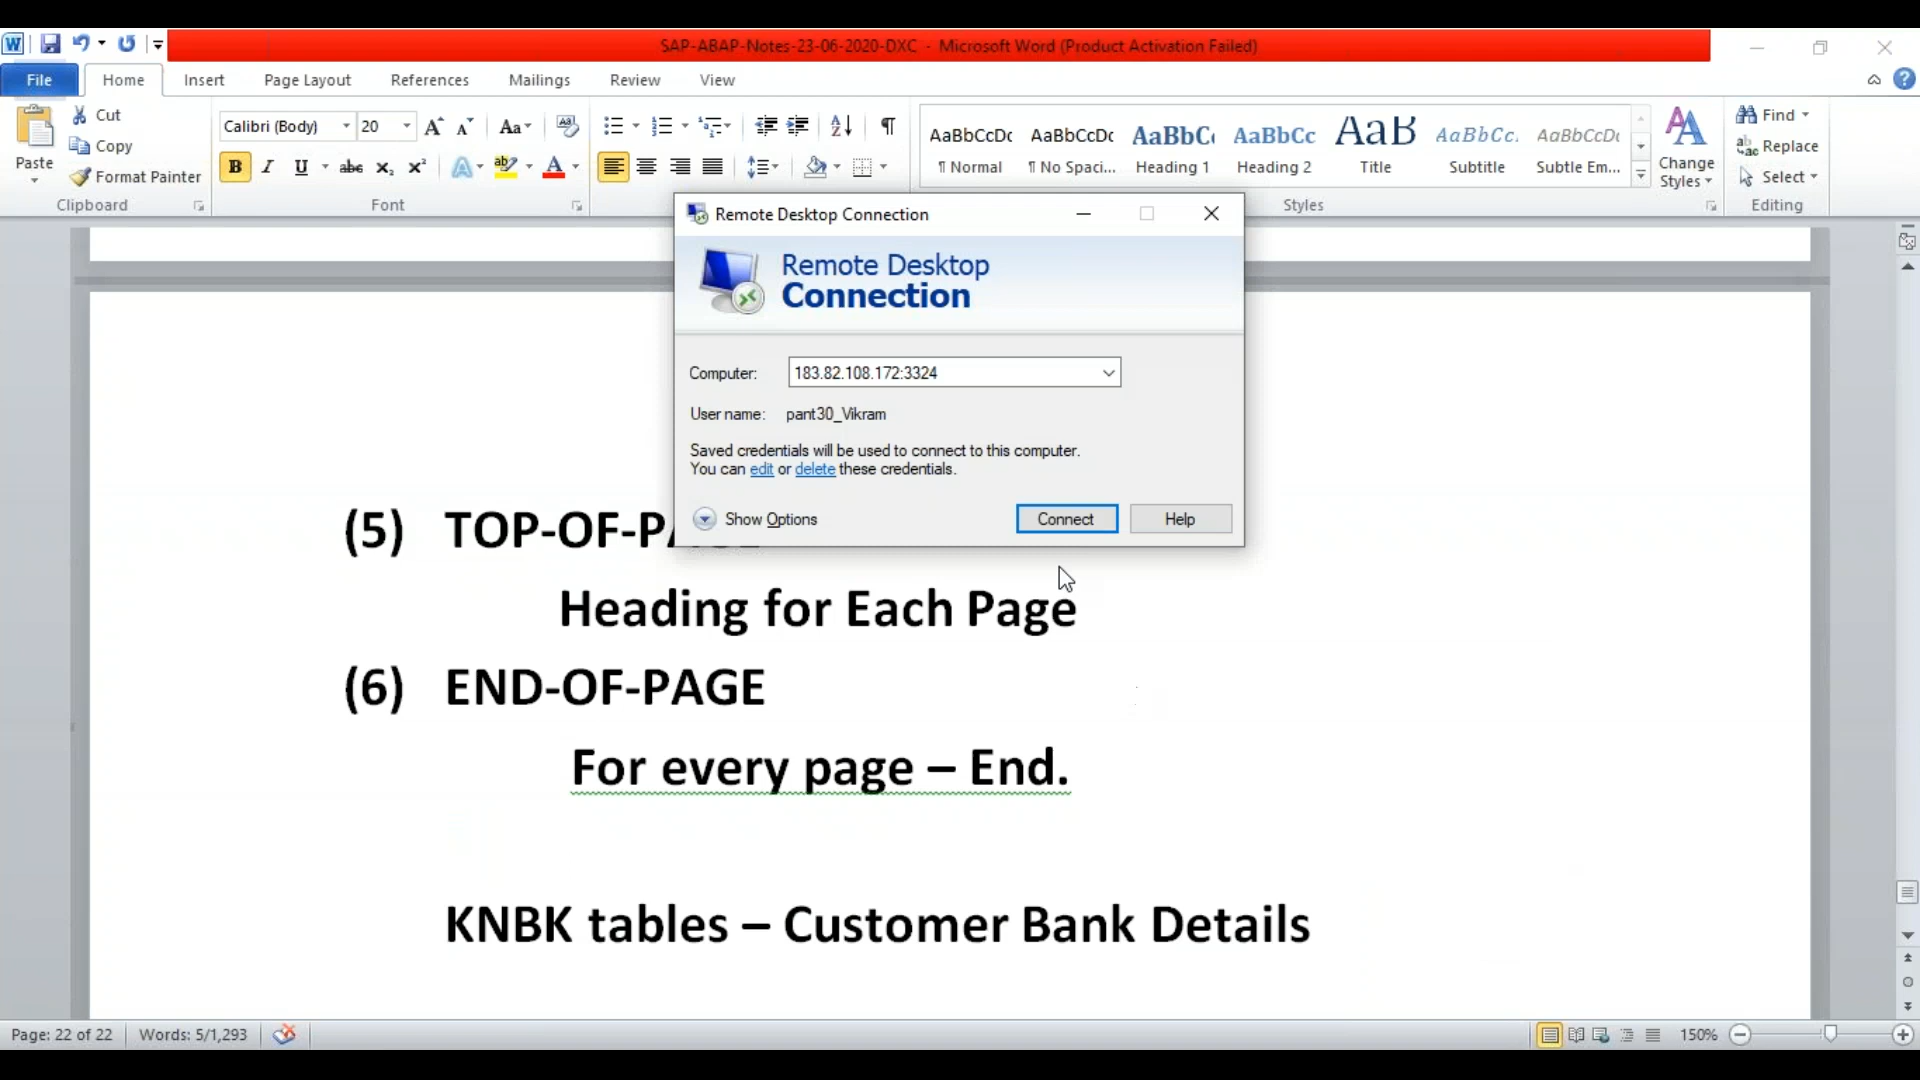 SAP-ABAP-Notes-23-06-2020-DXC - Microsoft Word (Product Activation Failed)
File Home Insert Page Layout References Mailings Review View
Paste
Cut
Copy
Format Painter
Clipboard
Calibri (Body) 20
Font
AaBbCcDc AaBbCcDc AaBbC AaBbCc AaB AaBbCc. AaBbCcDc
¶ Normal ¶ No Spaci... Heading 1 Heading 2 Title Subtitle Subtle Em...
Styles
Change Styles
Find
Replace
Select
Editing
Remote Desktop Connection
Remote Desktop
Connection
Computer: 183.82.108.172:3324
User name: pant30_Vikram
Saved credentials will be used to connect to this computer.
You can edit or delete these credentials.
Show Options Connect Help
(5) TOP-OF-PA
Heading for Each Page
(6) END-OF-PAGE
For every page – End.
KNBK tables – Customer Bank Details
Page: 22 of 22 Words: 5/1,293 150%